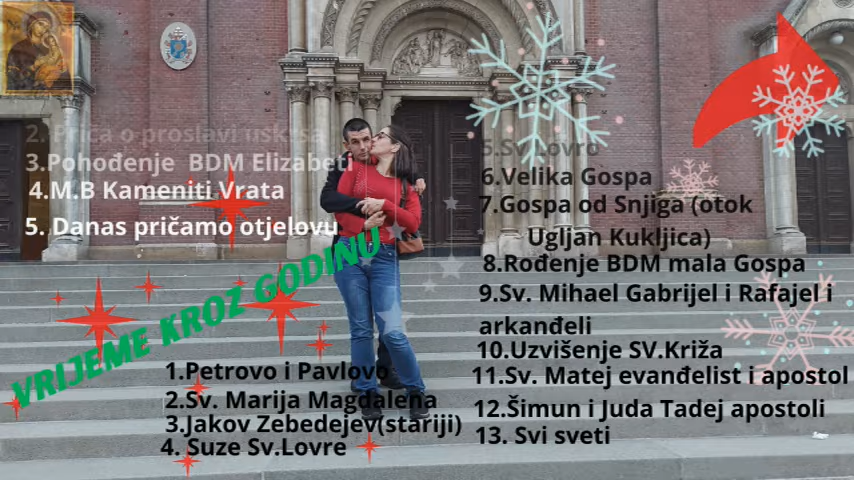 2. Priča o proslavi uskrsa
3.Pohođenje BDM Elizabeti
4.M.B Kameniti Vrata
5. Danas pričamo otjelovu
VRIJEME KROZ GODINU
1.Petrovo i Pavlovo
2.Sv. Marija Magdalena
3.Jakov Zebedejev(stariji)
4. Suze Sv.Lovre
5.Sv.Lovro
6.Velika Gospa
7.Gospa od Snjiga (otok
Ugljan Kukljica)
8.Rođenje BDM mala Gospa
9.Sv. Mihael Gabrijel i Rafajel i
arkanđeli
10.Uzvišenje SV.Križa
11.Sv. Matej evanđelist i apostol
12.Šimun i Juda Tadej apostoli
13. Svi sveti